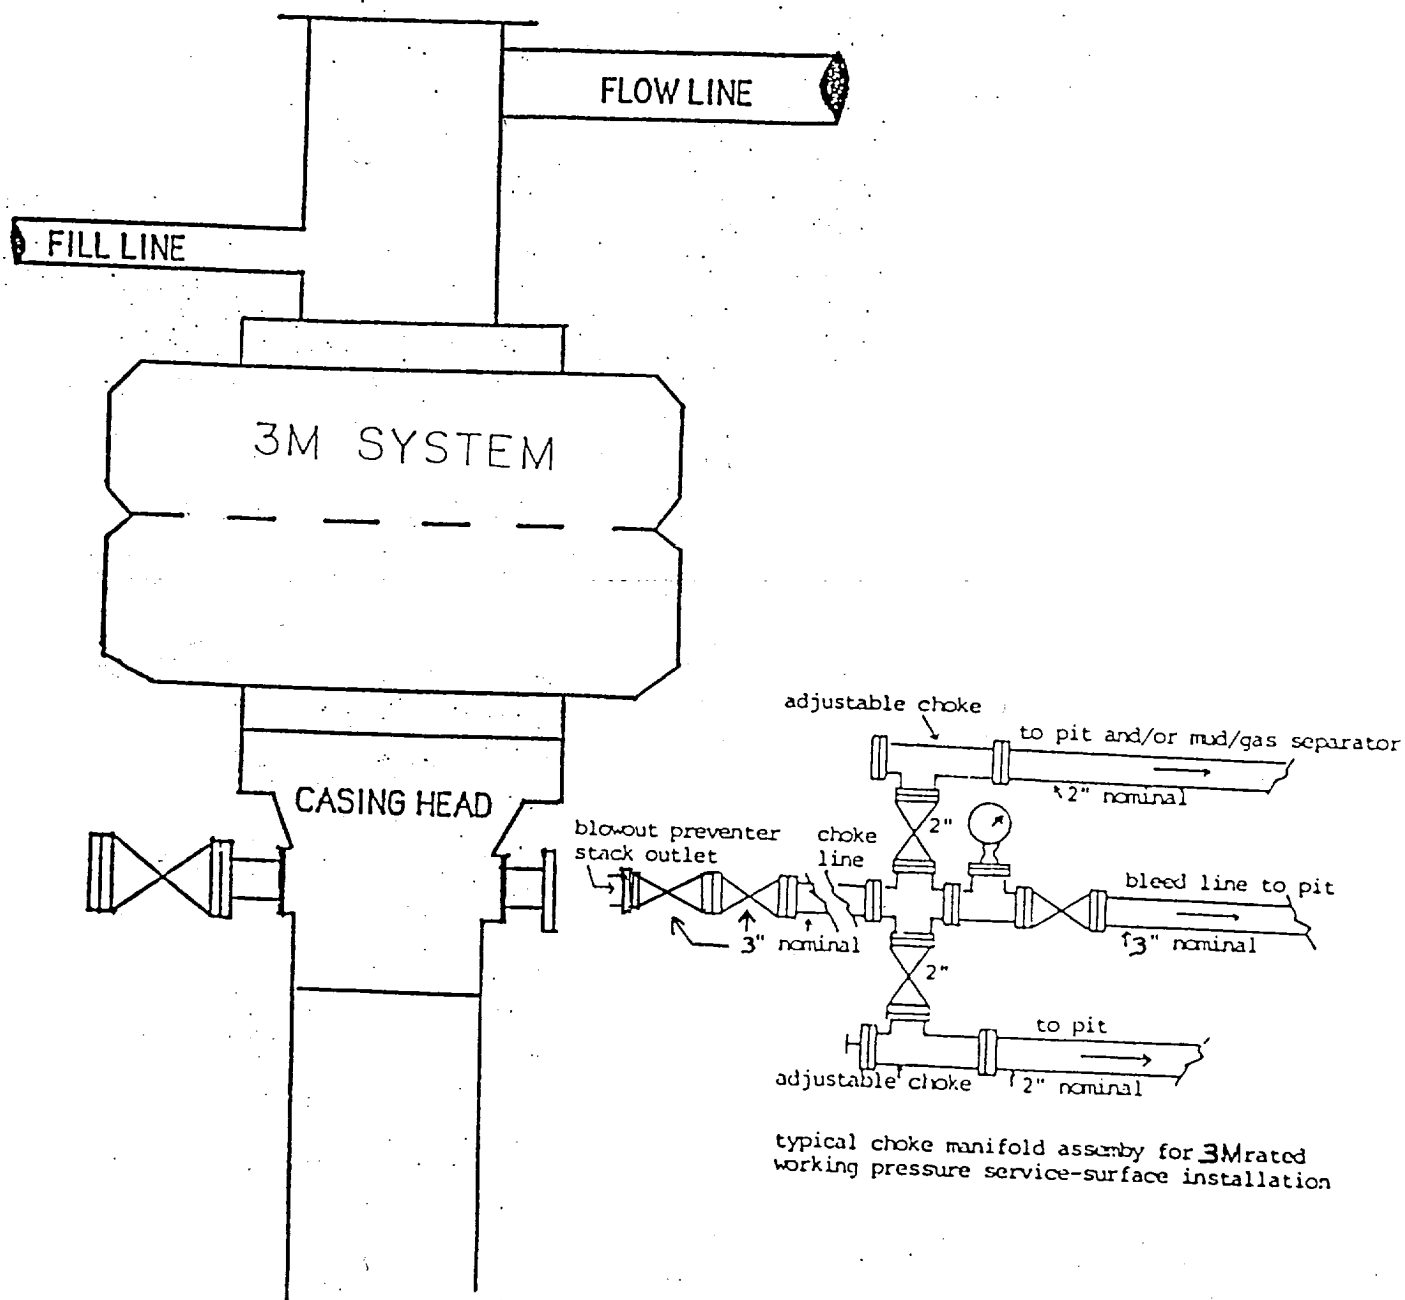 FLOW LINE
FILL LINE
3M SYSTEM
CASING HEAD
adjustable choke
to pit and/or mud/gas separator
2" nominal
2"
blowout preventer
stack outlet
choke
line
bleed line to pit
3" nominal
3" nominal
2"
to pit
adjustable choke
2" nominal
typical choke manifold assemby for 3M rated
working pressure service-surface installation